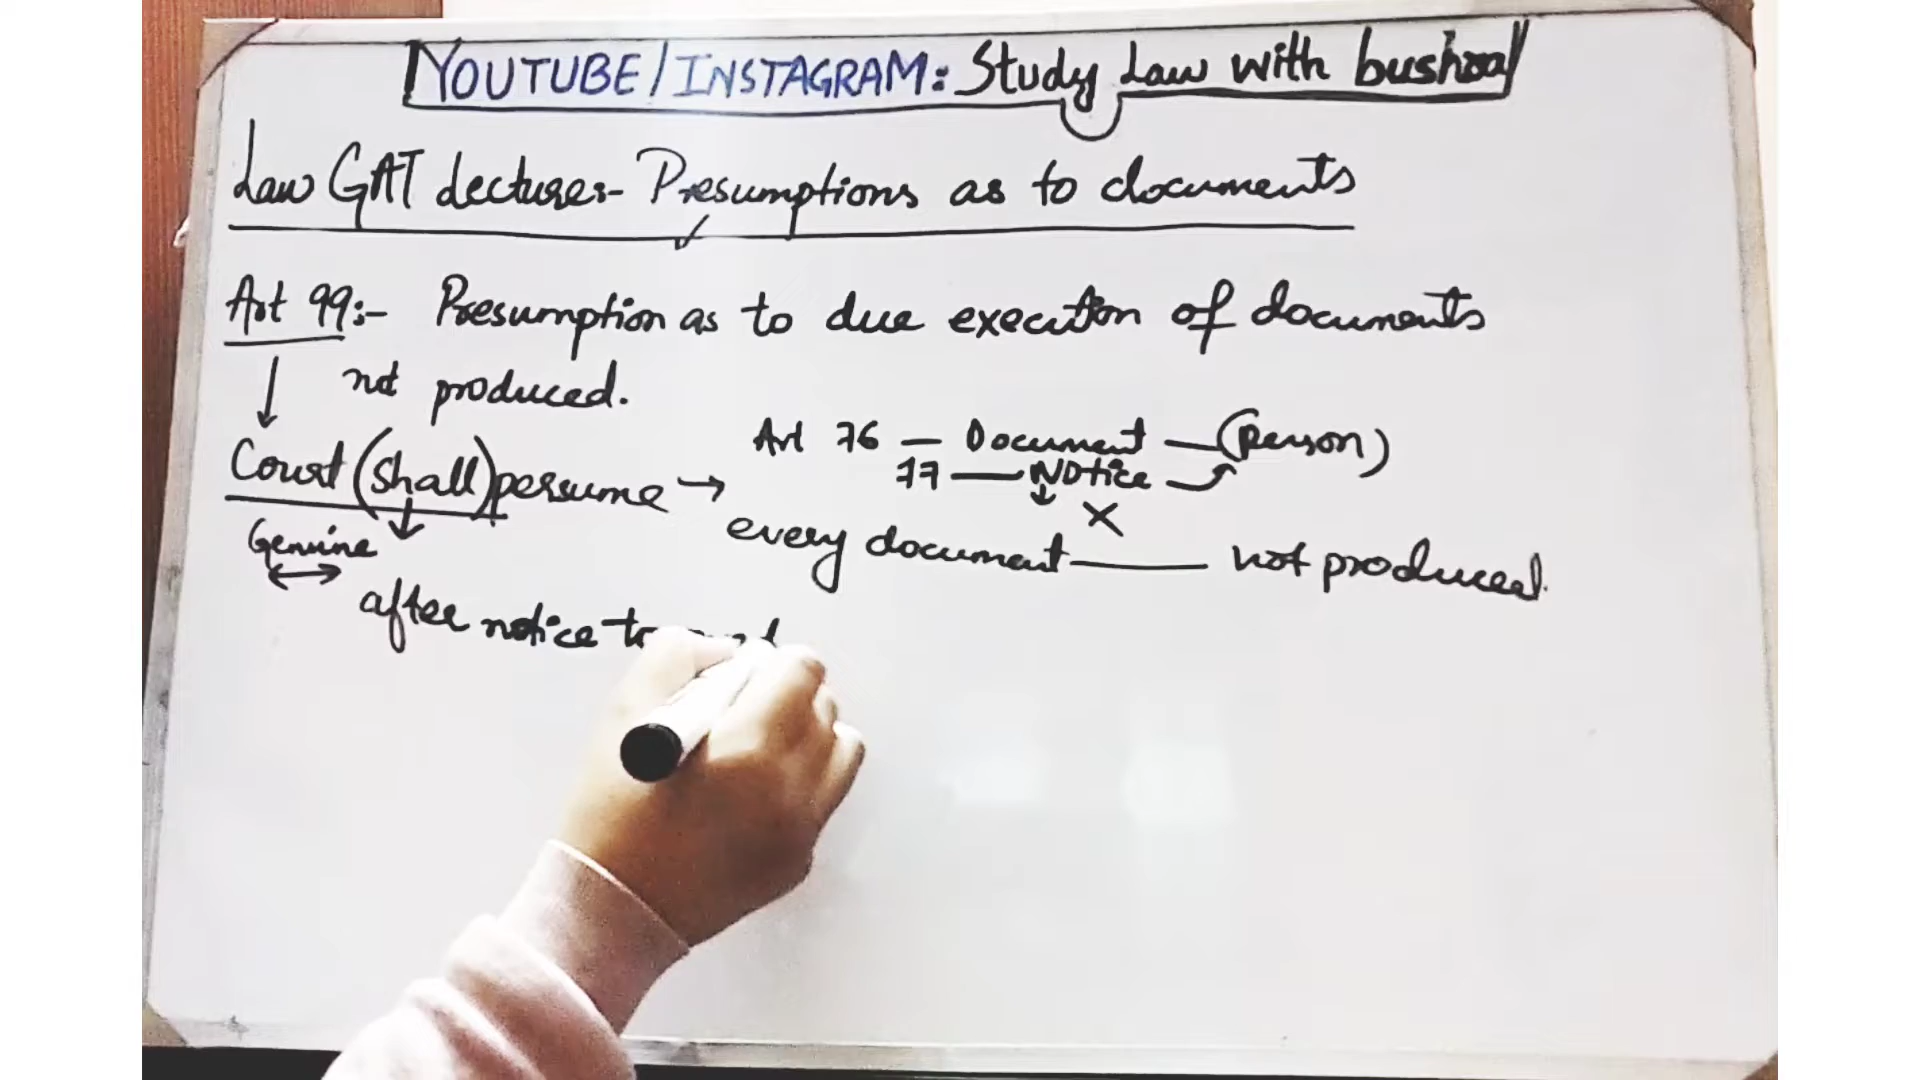 YOUTUBE/INSTAGRAM: Study Law with bushra
Law GAT Lectures:- Presumptions as to documents
Art 99:- Presumption as to due execution of documents
not produced.
Art 76 — Document — (Person)
77 — Notice
Court (shall) persume → every document — not produced.
Genuine
after notice to